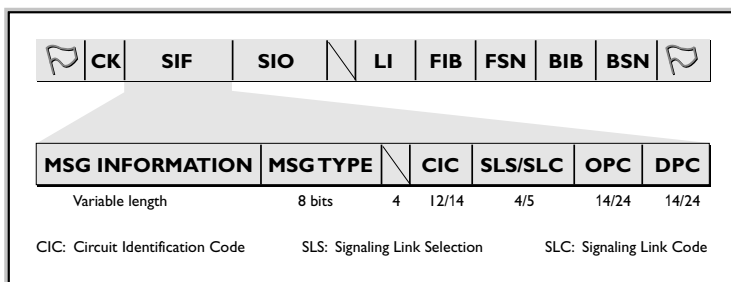 CK SIF SIO LI FIB FSN BIB BSN
MSG INFORMATION MSG TYPE CIC SLS/SLC OPC DPC
Variable length 8 bits 4 12/14 4/5 14/24 14/24
CIC: Circuit Identification Code SLS: Signaling Link Selection SLC: Signaling Link Code